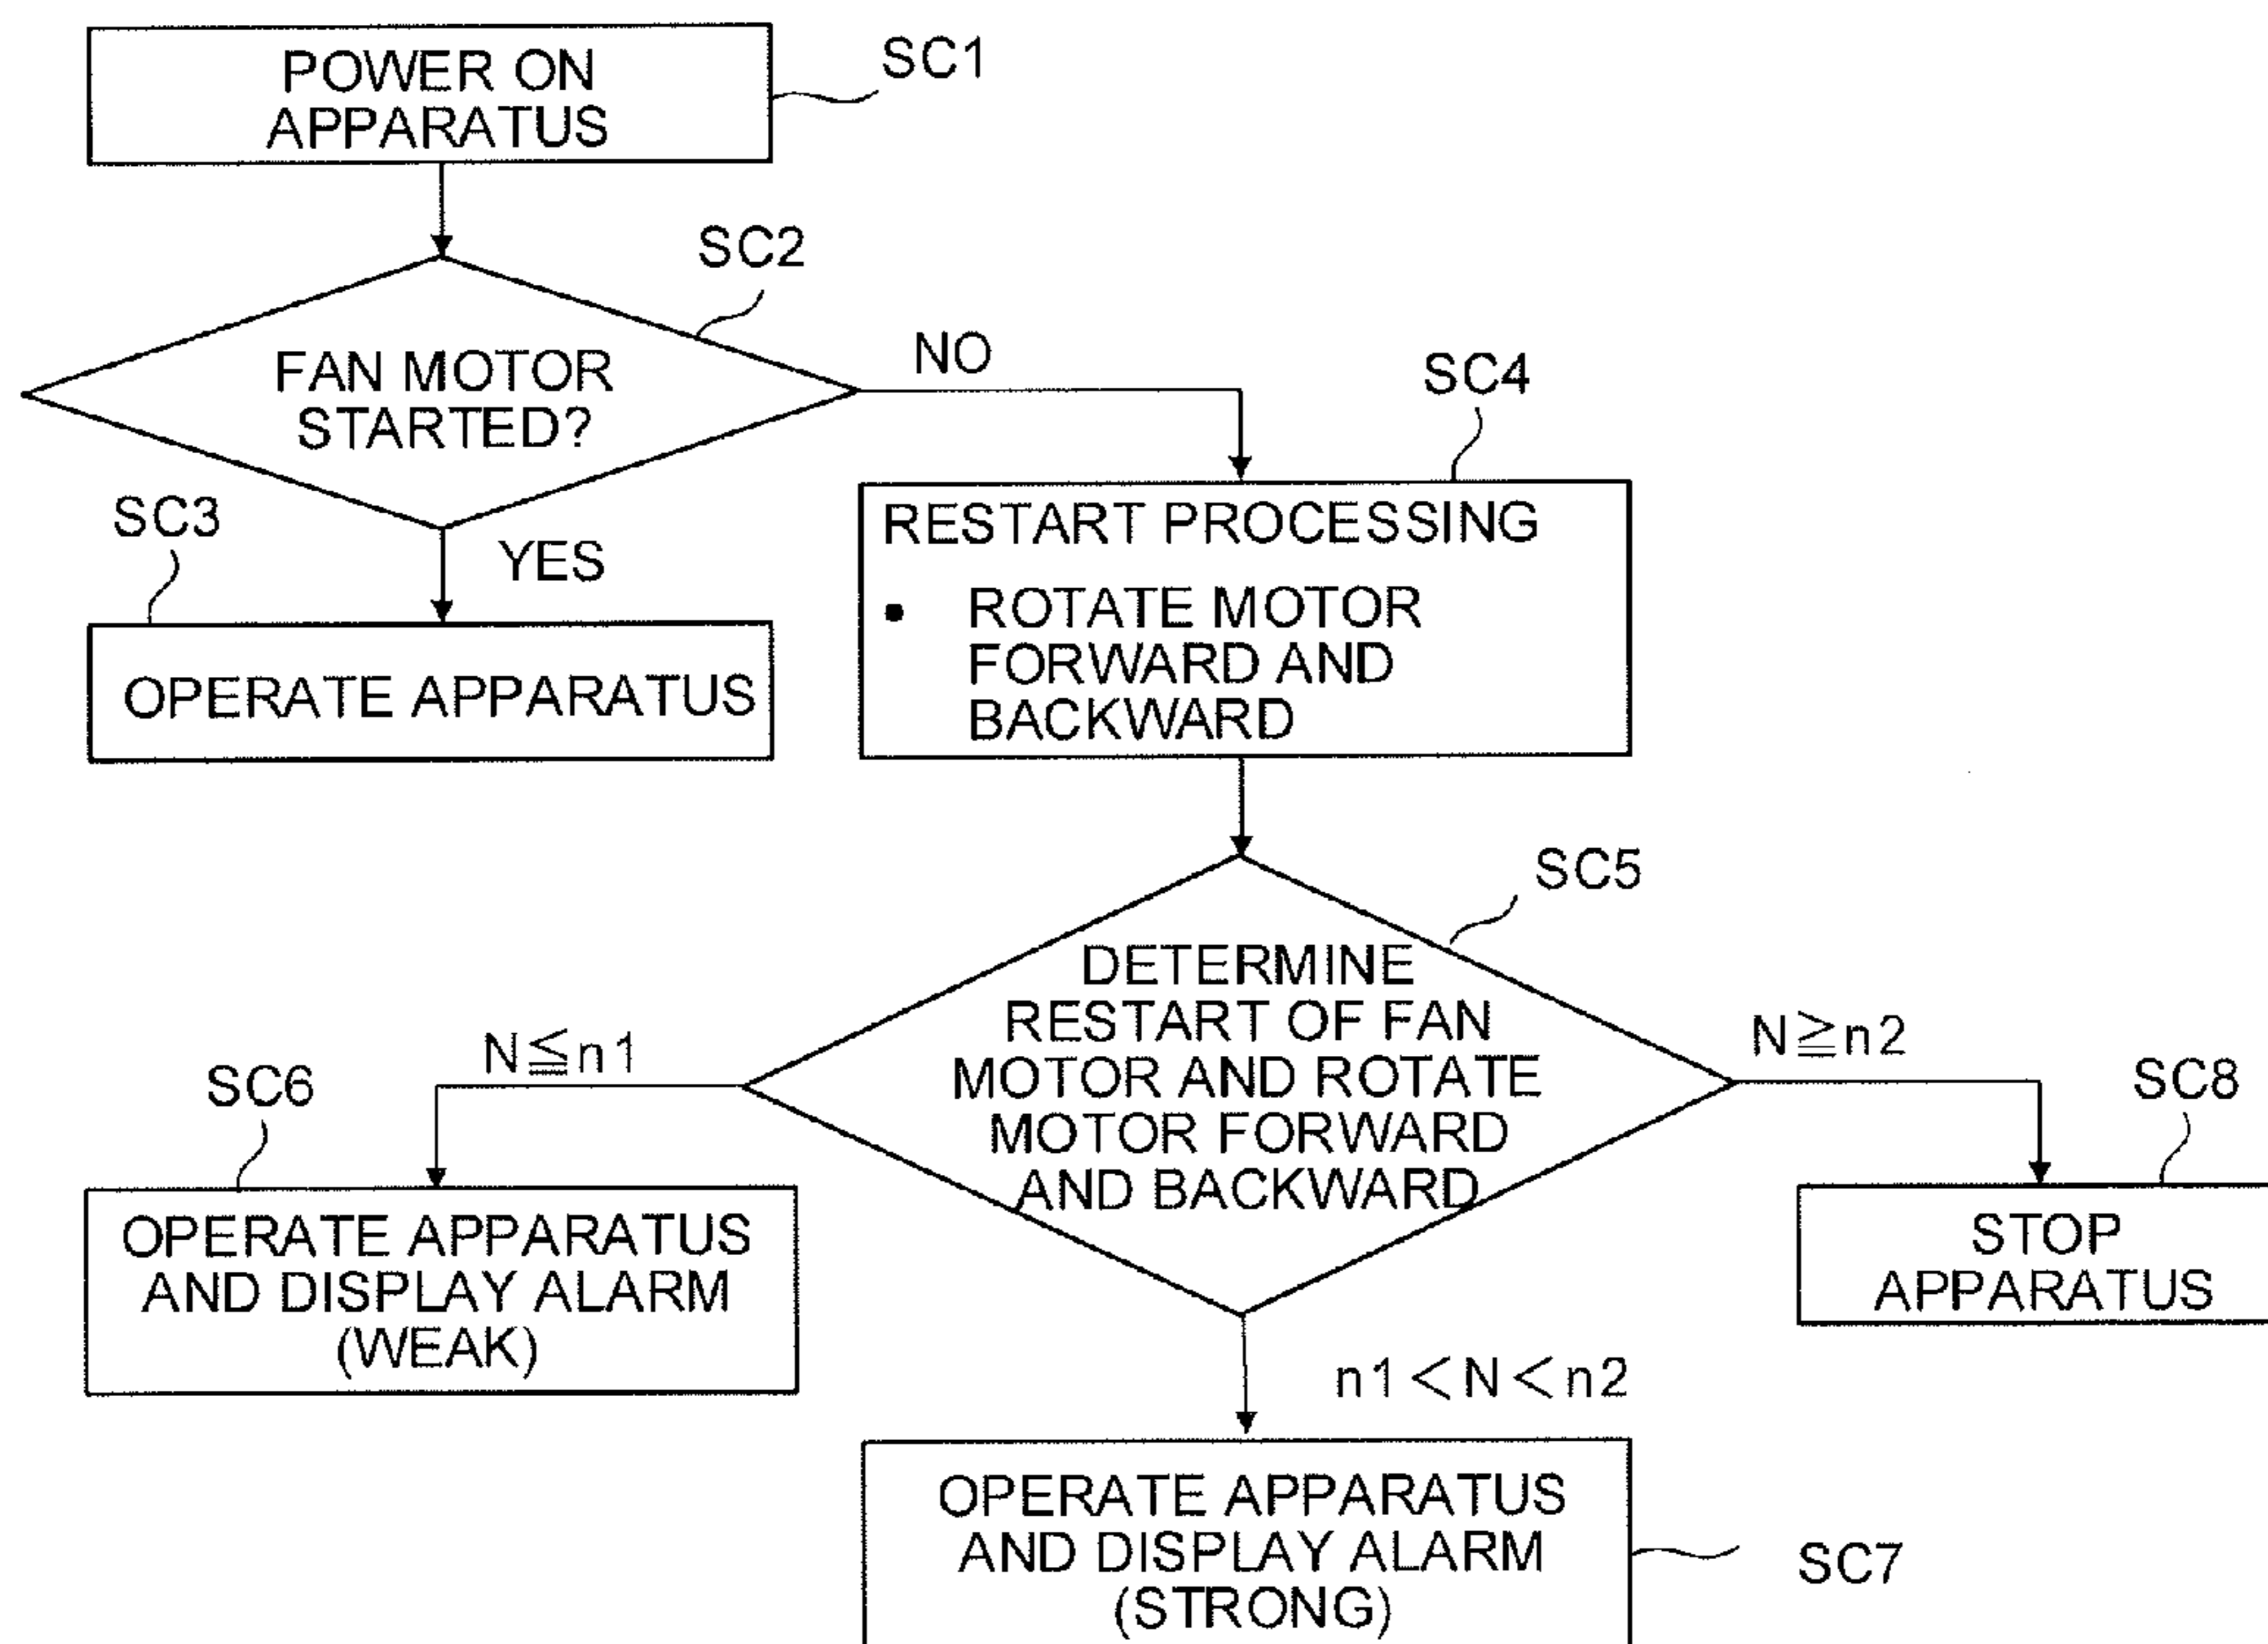 POWER ON
APPARATUS
SC1
SC2
FAN MOTOR
STARTED?
NO
YES
SC3
OPERATE APPARATUS
SC4
RESTART PROCESSING
• ROTATE MOTOR
FORWARD AND
BACKWARD
SC5
DETERMINE
RESTART OF FAN
MOTOR AND ROTATE
MOTOR FORWARD
AND BACKWARD
N≦n1
SC6
OPERATE APPARATUS
AND DISPLAY ALARM
(WEAK)
N≧n2
SC8
STOP
APPARATUS
n1<N<n2
OPERATE APPARATUS
AND DISPLAY ALARM
(STRONG)
SC7